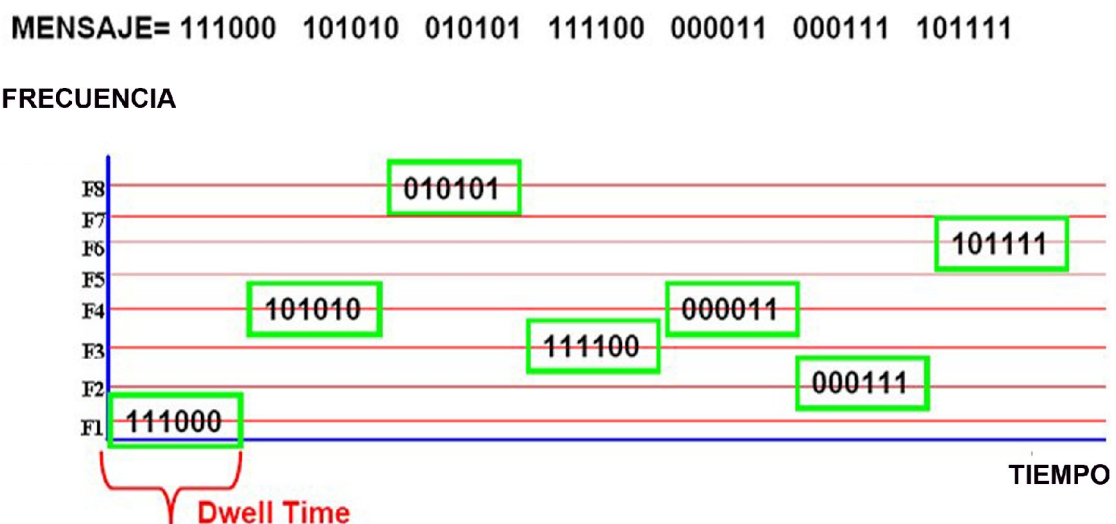 MENSAJE= 111000 101010 010101 111100 000011 000111 101111
FRECUENCIA
F8 010101
F7
F6 101111
F5
F4 101010 000011
F3 111100
F2 000111
F1 111000
TIEMPO
Dwell Time